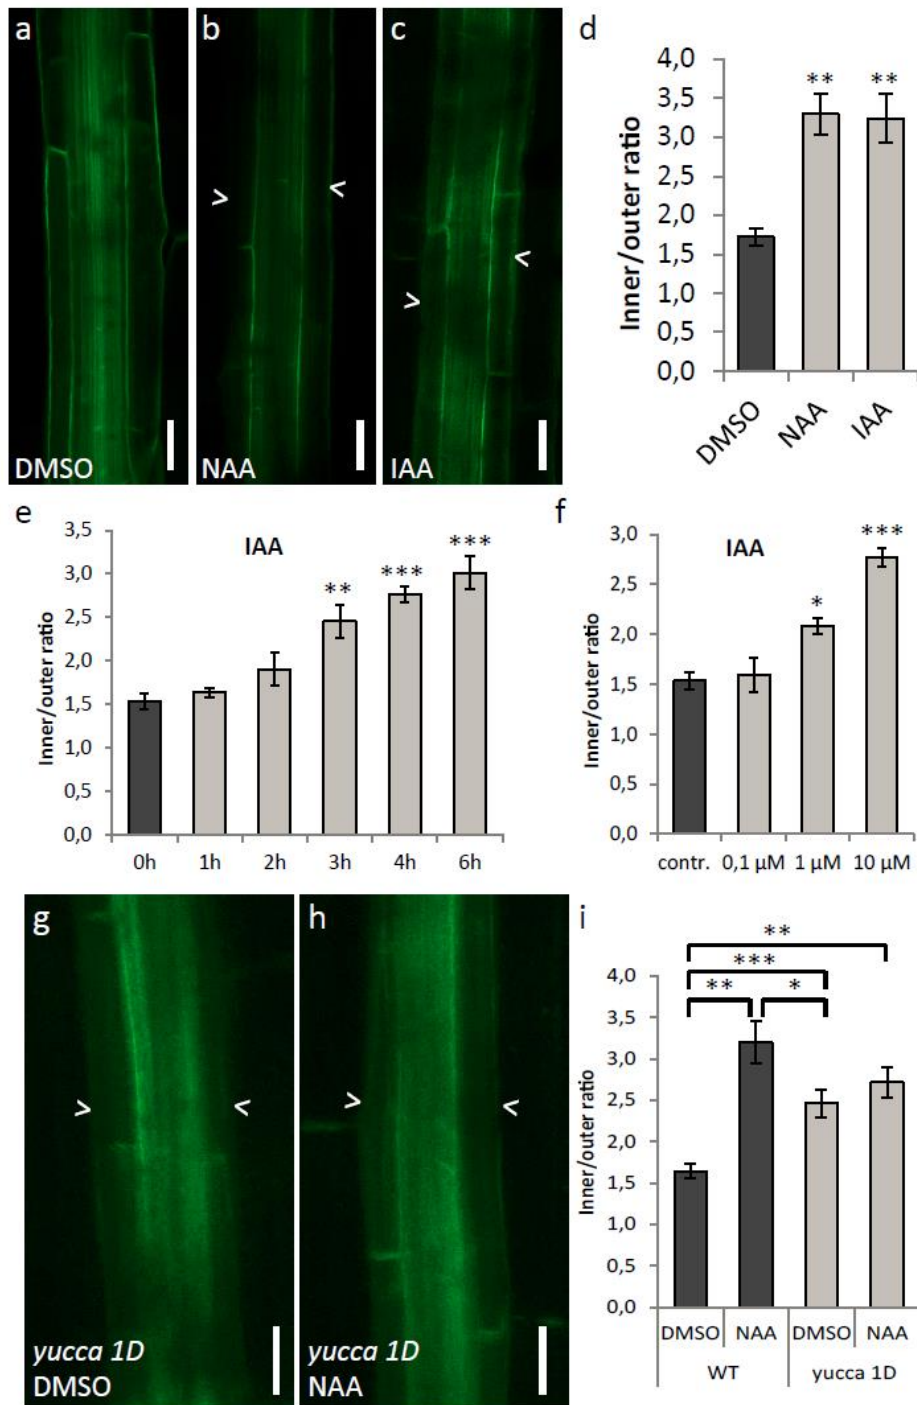 a
DMSO
b
NAA
c
IAA
d
Inner/outer ratio
4,0
3,5
3,0
2,5
2,0
1,5
1,0
0,5
0,0
** **
DMSO NAA IAA
e
IAA
Inner/outer ratio
3,5
3,0
2,5
2,0
1,5
1,0
0,5
0,0
** *** ***
0h 1h 2h 3h 4h 6h
f
IAA
Inner/outer ratio
3,0
2,5
2,0
1,5
1,0
0,5
0,0
* ***
contr. 0,1 µM 1 µM 10 µM
g
yucca 1D
DMSO
h
yucca 1D
NAA
i
Inner/outer ratio
**
***
** *
4,0
3,5
3,0
2,5
2,0
1,5
1,0
0,5
0,0
DMSO NAA DMSO NAA
WT yucca 1D